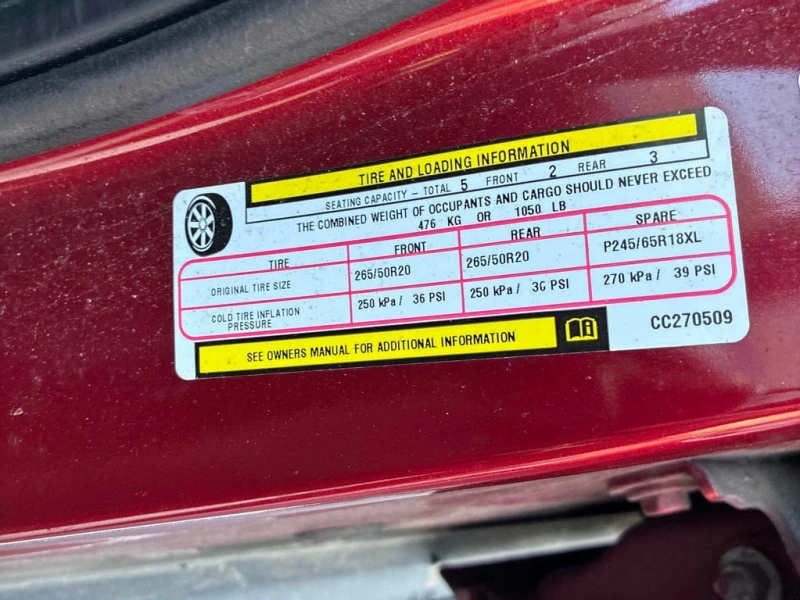 TIRE AND LOADING INFORMATION
SEATING CAPACITY - TOTAL 5 FRONT 2 REAR 3
THE COMBINED WEIGHT OF OCCUPANTS AND CARGO SHOULD NEVER EXCEED
476 KG OR 1050 LB
TIRE FRONT REAR SPARE
ORIGINAL TIRE SIZE 265/50R20 265/50R20 P245/65R18XL
COLD TIRE INFLATION PRESSURE 250 kPa / 36 PSI 250 kPa / 36 PSI 270 kPa / 39 PSI
SEE OWNERS MANUAL FOR ADDITIONAL INFORMATION
CC270509